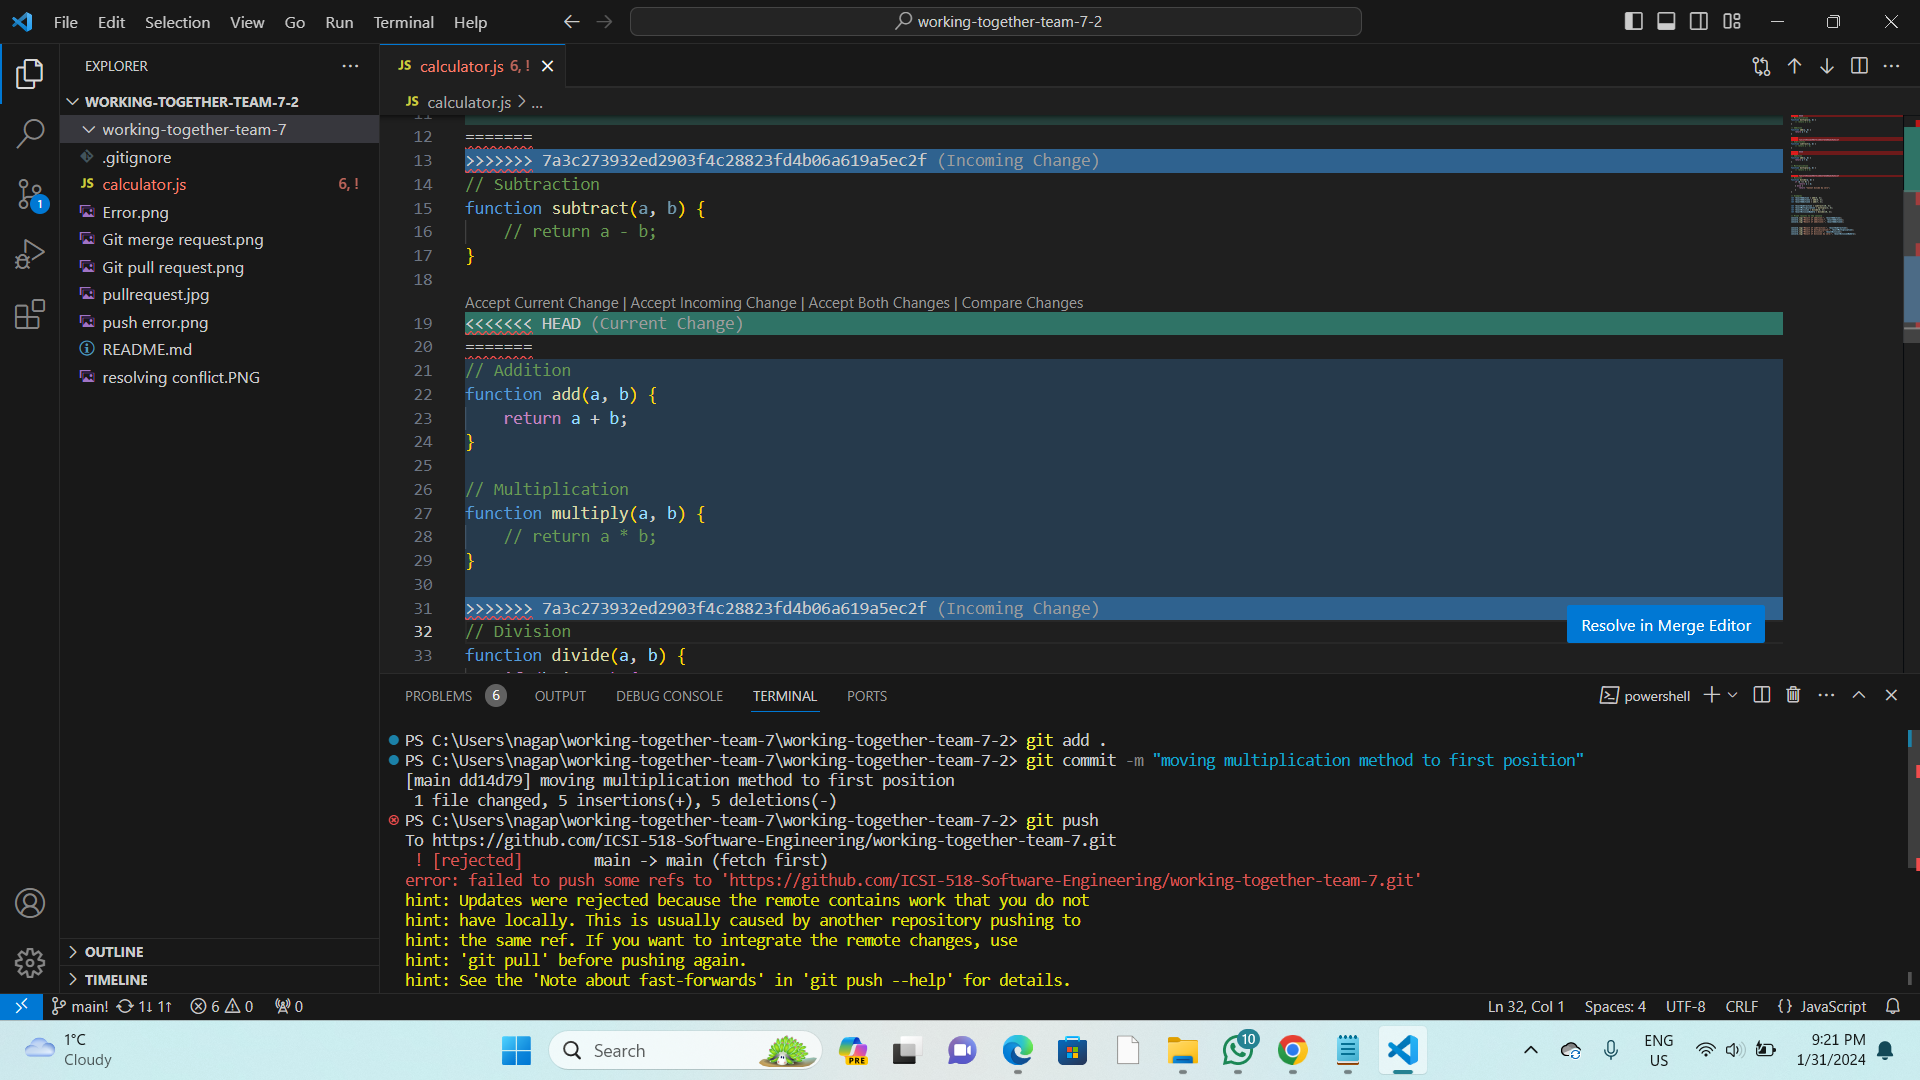 File Edit Selection View Go Run Terminal Help
working-together-team-7-2
EXPLORER
WORKING-TOGETHER-TEAM-7-2
working-together-team-7
.gitignore
JS calculator.js 6, !
Error.png
Git merge request.png
Git pull request.png
pullrequest.jpg
push error.png
README.md
resolving conflict.PNG
OUTLINE
TIMELINE
1
JS calculator.js 6, !
JS calculator.js > ...
11
12 =======
13 >>>>>>> 7a3c273932ed2903f4c28823fd4b06a619a5ec2f (Incoming Change)
14 // Subtraction
15 function subtract(a, b) {
16 // return a - b;
17 }
18
Accept Current Change | Accept Incoming Change | Accept Both Changes | Compare Changes
19 <<<<<<< HEAD (Current Change)
20 =======
21 // Addition
22 function add(a, b) {
23 return a + b;
24 }
25
26 // Multiplication
27 function multiply(a, b) {
28 // return a * b;
29 }
30
31 >>>>>>> 7a3c273932ed2903f4c28823fd4b06a619a5ec2f (Incoming Change)
32 // Division
33 function divide(a, b) {
Resolve in Merge Editor
PROBLEMS 6 OUTPUT DEBUG CONSOLE TERMINAL PORTS
powershell
PS C:\Users\nagap\working-together-team-7\working-together-team-7-2> git add .
PS C:\Users\nagap\working-together-team-7\working-together-team-7-2> git commit -m "moving multiplication method to first position"
[main dd14d79] moving multiplication method to first position
1 file changed, 5 insertions(+), 5 deletions(-)
PS C:\Users\nagap\working-together-team-7\working-together-team-7-2> git push
To https://github.com/ICSI-518-Software-Engineering/working-together-team-7.git
! [rejected] main -> main (fetch first)
error: failed to push some refs to 'https://github.com/ICSI-518-Software-Engineering/working-together-team-7.git'
hint: Updates were rejected because the remote contains work that you do not
hint: have locally. This is usually caused by another repository pushing to
hint: the same ref. If you want to integrate the remote changes, use
hint: 'git pull' before pushing again.
hint: See the 'Note about fast-forwards' in 'git push --help' for details.
main! 1↓ 1↑ 6 0 0
Ln 32, Col 1 Spaces: 4 UTF-8 CRLF {} JavaScript
1°C
Cloudy
Search
PRE
10
ENG
US
9:21 PM
1/31/2024